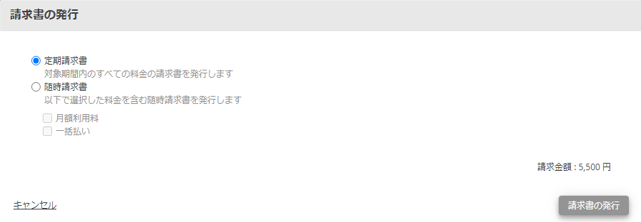 請求書の発行
定期請求書
対象期間内のすべての料金の請求書を発行します
随時請求書
以下で選択した料金を含む随時請求書を発行します
月額利用料
一括払い
請求金額 : 5,500 円
キャンセル
請求書の発行